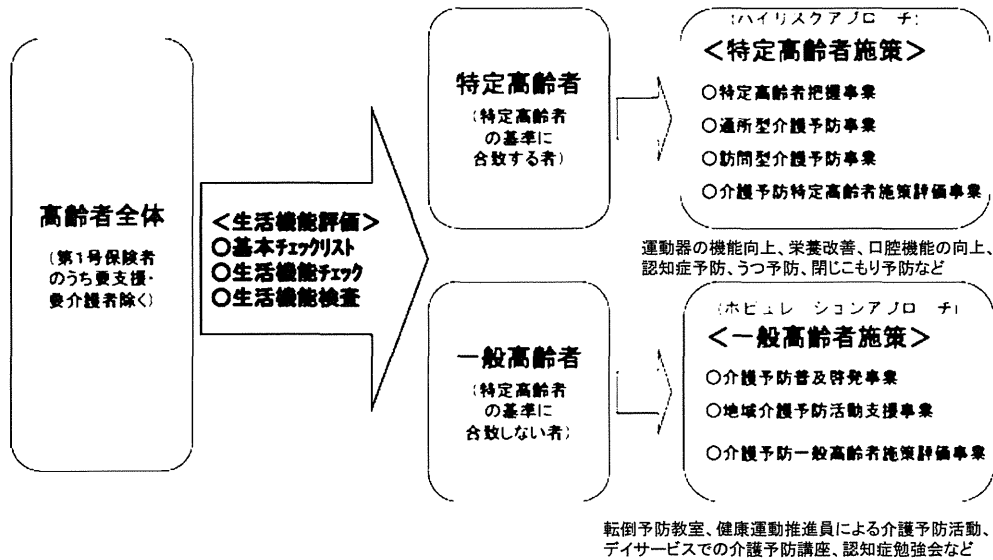 高齢者全体
(第1号保険者
のうち要支援・
要介護者除く)
<生活機能評価>
○基本チェックリスト
○生活機能チェック
○生活機能検査
特定高齢者
(特定高齢者
の基準に
合致する者)
(ハイリスクアプローチ)
<特定高齢者施策>
○特定高齢者把握事業
○通所型介護予防事業
○訪問型介護予防事業
○介護予防特定高齢者施策評価事業
運動器の機能向上、栄養改善、口腔機能の向上、
認知症予防、うつ予防、閉じこもり予防など
一般高齢者
(特定高齢者
の基準に
合致しない者)
(ポピュレーションアプローチ)
<一般高齢者施策>
○介護予防普及啓発事業
○地域介護予防活動支援事業
○介護予防一般高齢者施策評価事業
転倒予防教室、健康運動推進員による介護予防活動、
デイサービスでの介護予防講座、認知症勉強会など